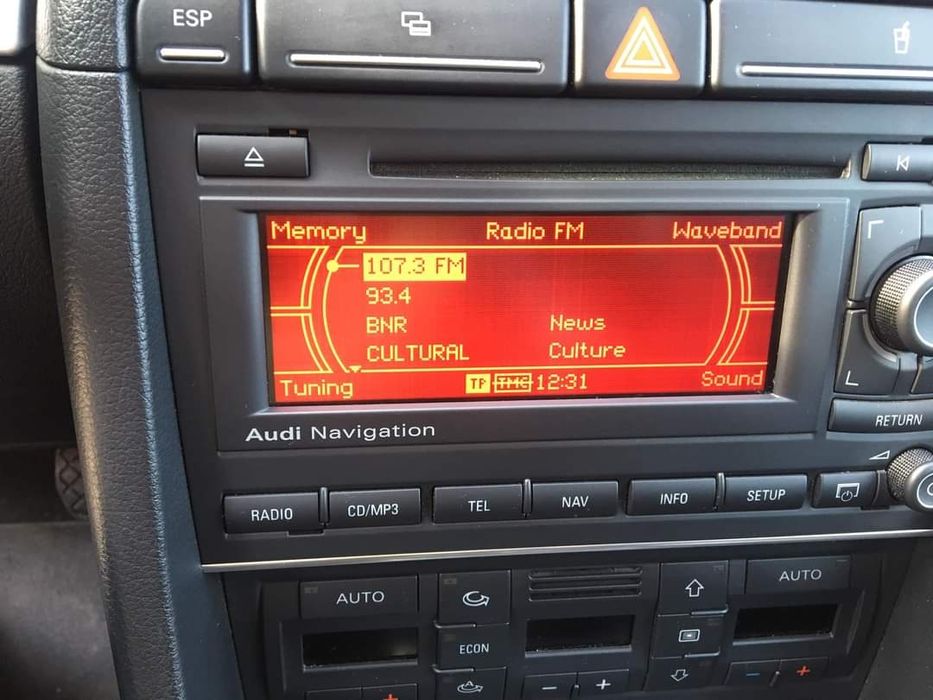 ESP
Memory Radio FM Waveband
107.3 FM
93.4
BNR News
CULTURAL Culture
Tuning TP TMC 12:31 Sound
Audi Navigation
RETURN
RADIO CD/MP3 TEL NAV INFO SETUP
AUTO AUTO
ECON